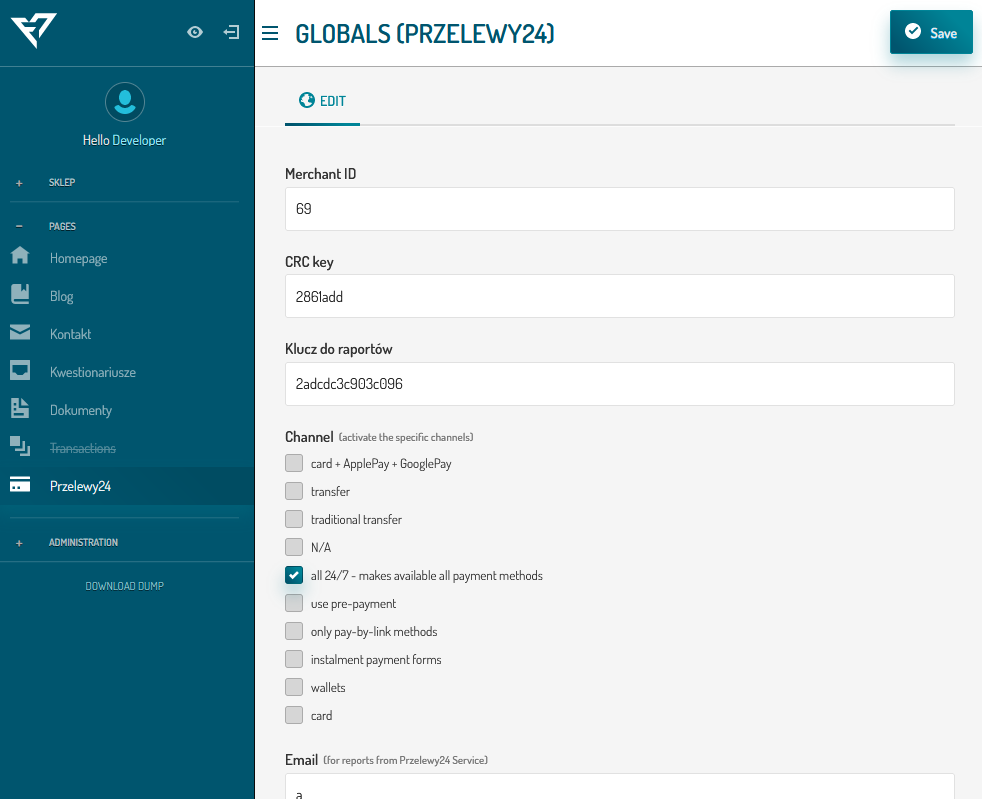 GLOBALS (PRZELEWY24)
Save
Hello Developer
+ SKLEP
– PAGES
Homepage
Blog
Kontakt
Kwestionariusze
Dokumenty
Transactions
Przelewy24
+ ADMINISTRATION
DOWNLOAD DUMP
EDIT
Merchant ID
69
CRC key
2861add
Klucz do raportów
2adcdc3c903c096
Channel (activate the specific channels)
card + ApplePay + GooglePay
transfer
traditional transfer
N/A
all 24/7 - makes available all payment methods
use pre-payment
only pay-by-link methods
instalment payment forms
wallets
card
Email (for reports from Przelewy24 Service)
a